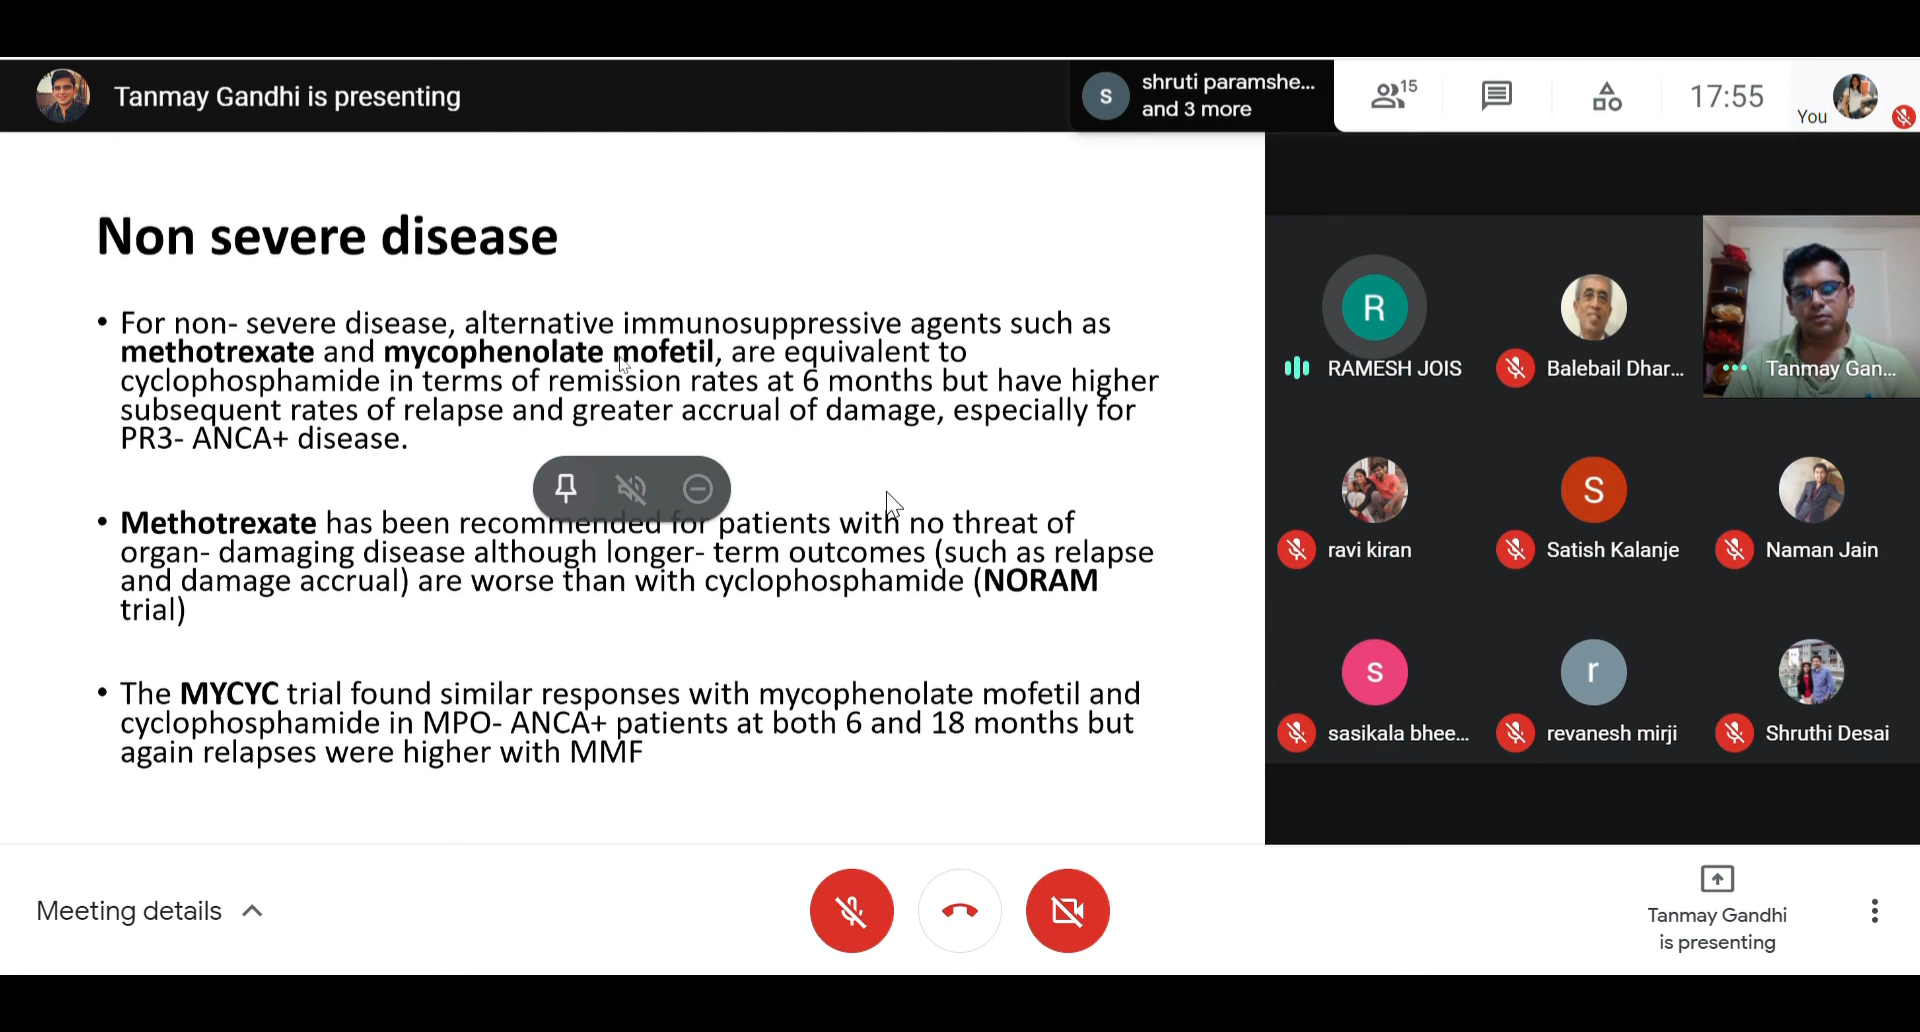 Tanmay Gandhi is presenting
s
shruti paramshe...
and 3 more
15
17:55
You
Non severe disease
• For non- severe disease, alternative immunosuppressive agents such as
methotrexate and mycophenolate mofetil, are equivalent to
cyclophosphamide in terms of remission rates at 6 months but have higher
subsequent rates of relapse and greater accrual of damage, especially for
PR3- ANCA+ disease.
• Methotrexate has been recommended for patients with no threat of
organ- damaging disease although longer- term outcomes (such as relapse
and damage accrual) are worse than with cyclophosphamide (NORAM
trial)
• The MYCYC trial found similar responses with mycophenolate mofetil and
cyclophosphamide in MPO- ANCA+ patients at both 6 and 18 months but
again relapses were higher with MMF
R
RAMESH JOIS
Balebail Dhar...
Tanmay Gan...
S
ravi kiran
Satish Kalanje
Naman Jain
s
r
sasikala bhee...
revanesh mirji
Shruthi Desai
Meeting details
Tanmay Gandhi
is presenting